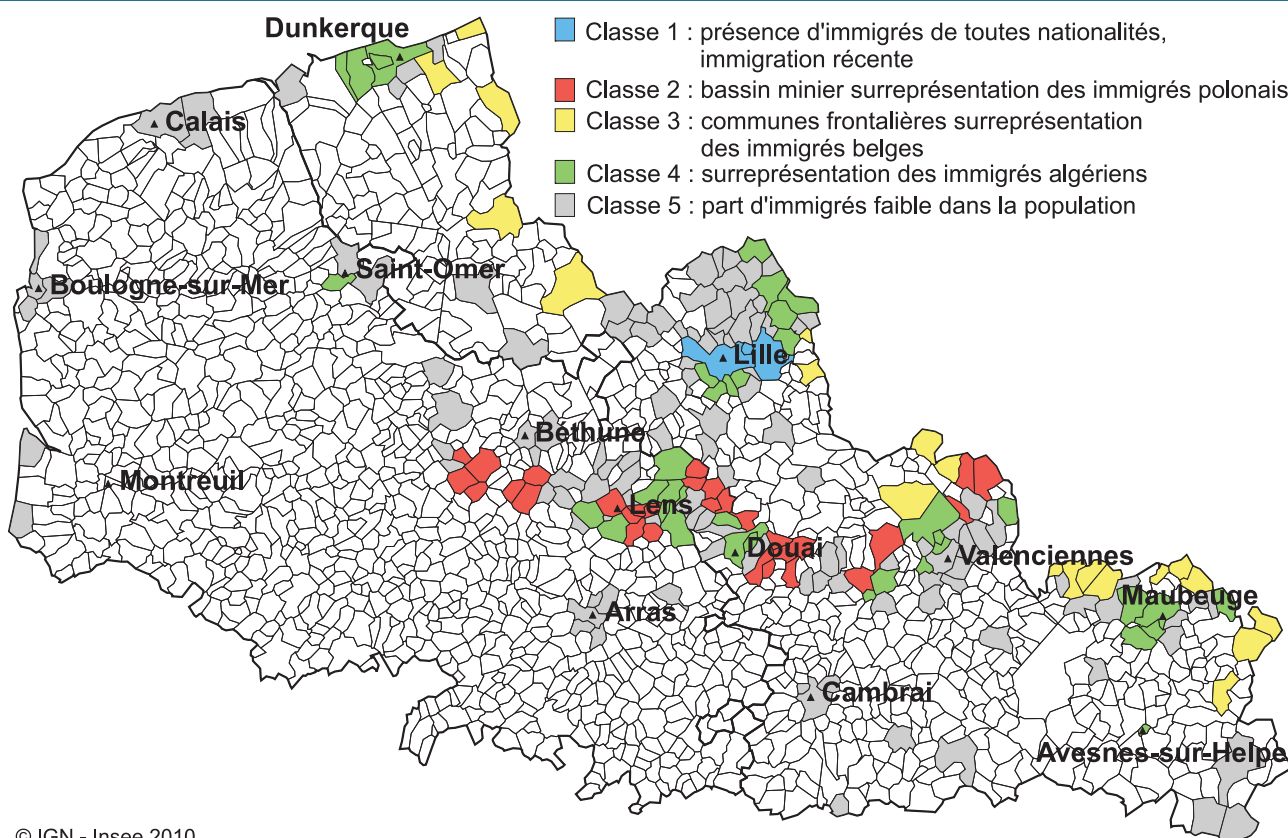 Dunkerque
Classe 1 : présence d'immigrés de toutes nationalités,
immigration récente
Classe 2 : bassin minier surreprésentation des immigrés polonais
Classe 3 : communes frontalières surreprésentation
des immigrés belges
Classe 4 : surreprésentation des immigrés algériens
Classe 5 : part d'immigrés faible dans la population
Calais
Saint-Omer
Boulogne-sur-Mer
Lille
Béthune
Montreuil
Lens
Douai
Valenciennes
Maubeuge
Arras
Cambrai
Avesnes-sur-Helpe
© IGN - Insee 2010